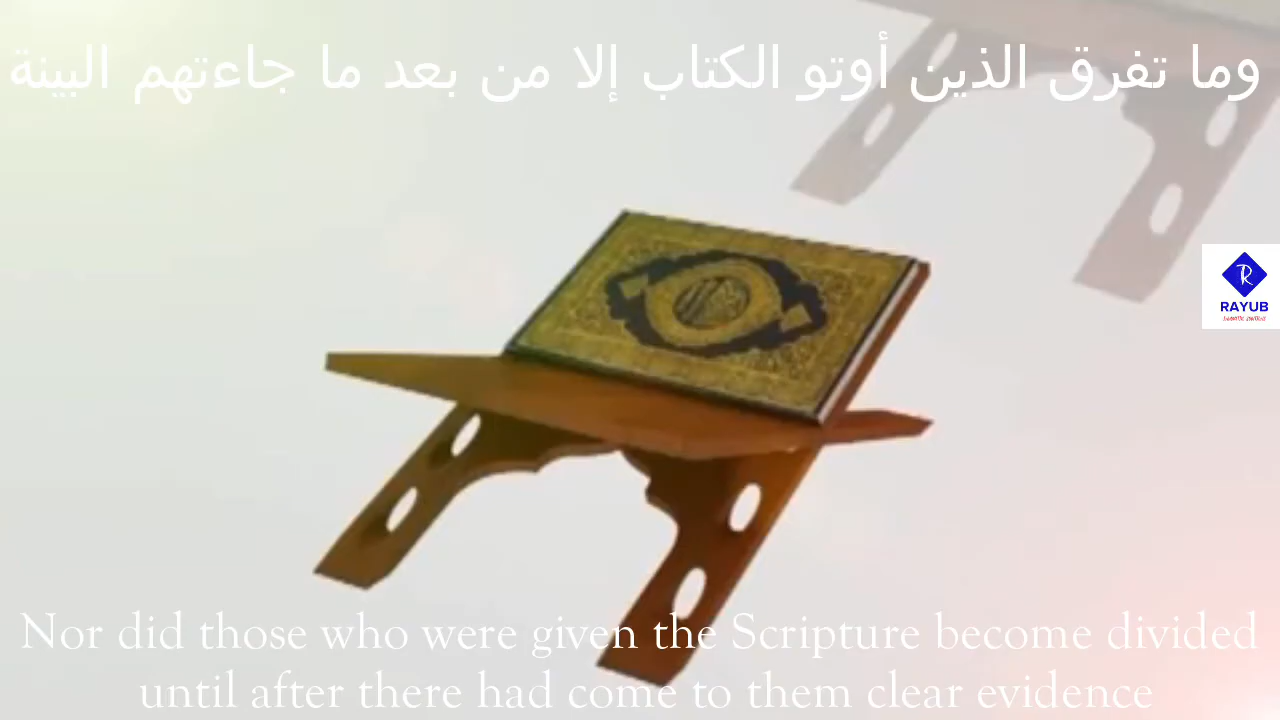 وما تفرق الذين أوتو الكتاب إلا من بعد ما جاءتهم البينة
RAYUB
Nor did those who were given the Scripture become divided
until after there had come to them clear evidence